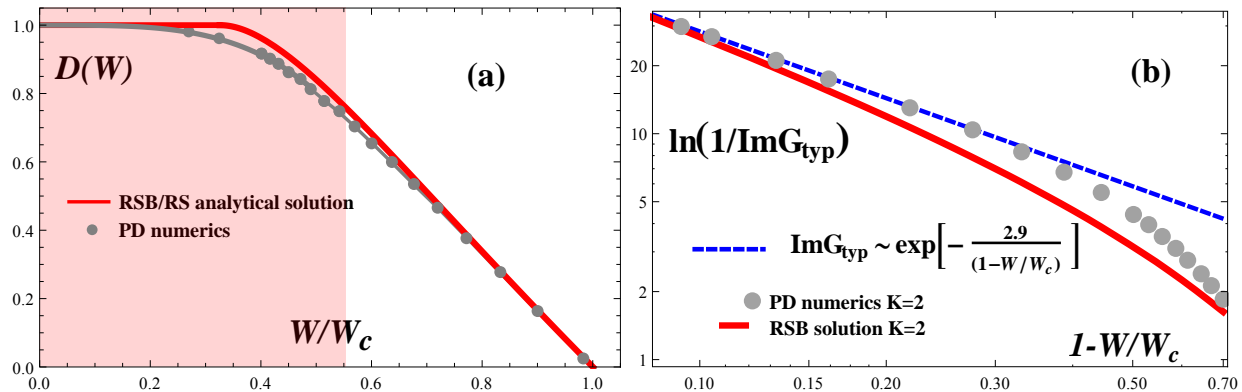 1.0
0.8
0.6
0.4
0.2
0.0
D(W)
(a)
RSB/RS analytical solution
PD numerics
W/W_c
0.0 0.2 0.4 0.6 0.8 1.0
20
10
5
2
1
(b)
ln(1/ImG_typ)
ImG_typ ~ exp[- 2.9/(1-W/W_c) ]
PD numerics K=2
RSB solution K=2
1-W/W_c
0.10 0.20 0.30 0.50 0.70